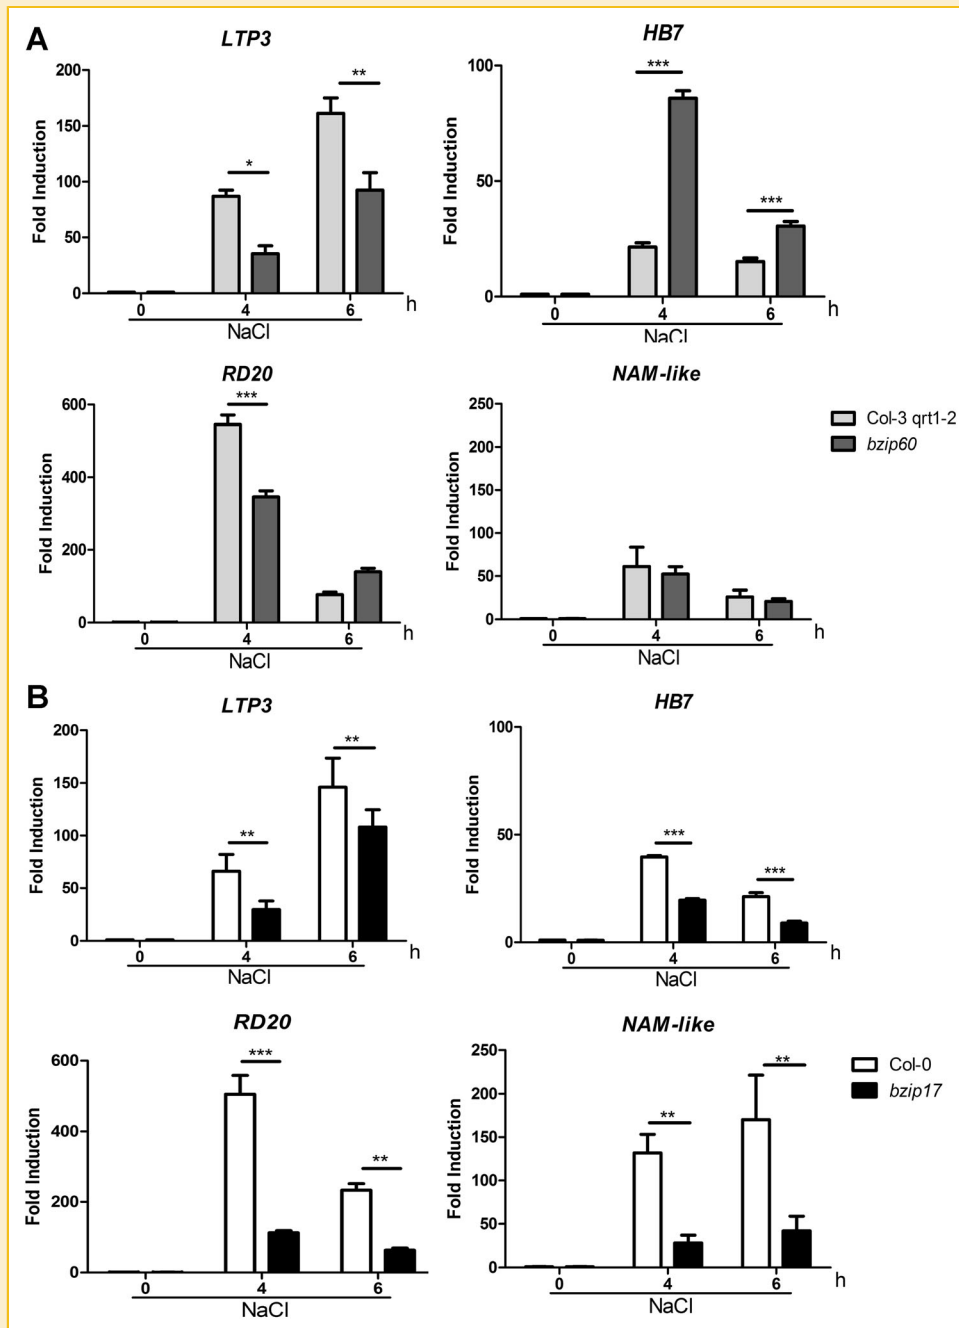 A
LTP3
Fold Induction
200
150
100
50
0
*
**
0 4 6 h
NaCl
HB7
Fold Induction
100
50
0
***
***
0 4 6 h
NaCl
RD20
Fold Induction
600
400
200
0
***
0 4 6 h
NaCl
NAM-like
Fold Induction
250
200
150
100
50
0
0 4 6 h
NaCl
Col-3 qrt1-2
bzip60
B
LTP3
Fold Induction
200
150
100
50
0
**
**
0 4 6 h
NaCl
HB7
Fold Induction
100
50
0
***
***
0 4 6 h
NaCl
RD20
Fold Induction
600
400
200
0
***
**
0 4 6
NaCl
NAM-like
Fold Induction
250
200
150
100
50
0
**
**
0 4 6 h
NaCl
Col-0
bzip17